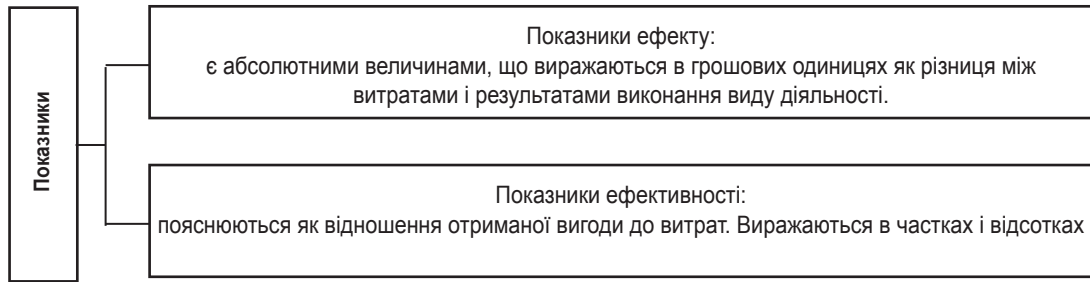 Показники
Показники ефекту:
є абсолютними величинами, що виражаються в грошових одиницях як різниця між
витратами і результатами виконання виду діяльності.
Показники ефективності:
пояснюються як відношення отриманої вигоди до витрат. Виражаються в частках і відсотках